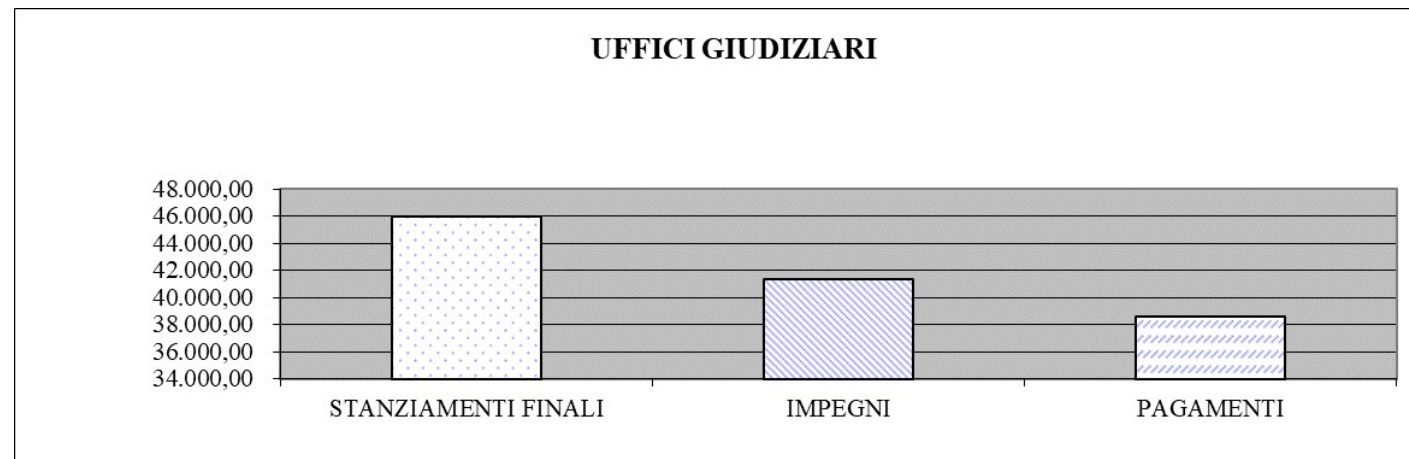 UFFICI GIUDIZIARI
48.000,00
46.000,00
44.000,00
42.000,00
40.000,00
38.000,00
36.000,00
34.000,00
STANZIAMENTI FINALI
IMPEGNI
PAGAMENTI